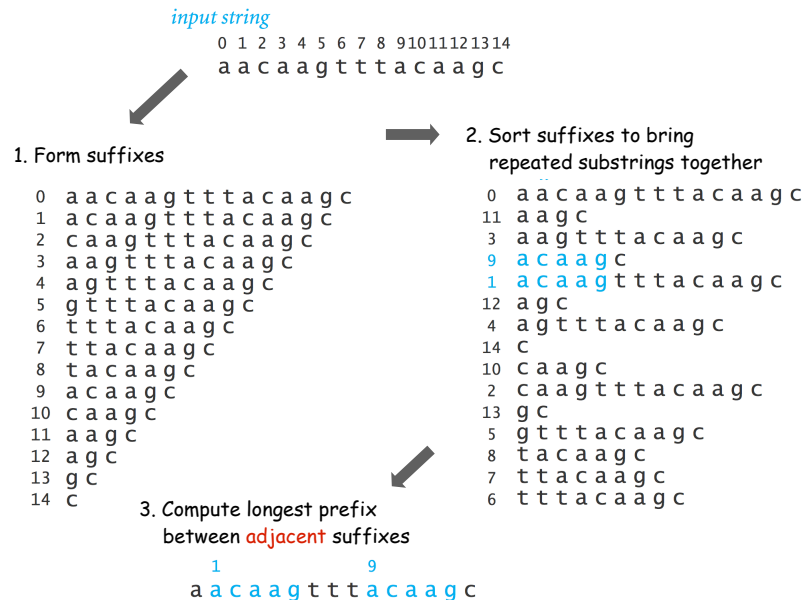 input string
0 1 2 3 4 5 6 7 8 9 10 11 12 13 14
a a c a a g t t t a c a a g c
1. Form suffixes
0 a a c a a g t t t a c a a g c
1 a c a a g t t t a c a a g c
2 c a a g t t t a c a a g c
3 a a g t t t a c a a g c
4 a g t t t a c a a g c
5 g t t t a c a a g c
6 t t t a c a a g c
7 t t a c a a g c
8 t a c a a g c
9 a c a a g c
10 c a a g c
11 a a g c
12 a g c
13 g c
14 c
2. Sort suffixes to bring
repeated substrings together
0 a a c a a g t t t a c a a g c
11 a a g c
3 a a g t t t a c a a g c
9 a c a a g c
1 a c a a g t t t a c a a g c
12 a g c
4 a g t t t a c a a g c
14 c
10 c a a g c
2 c a a g t t t a c a a g c
13 g c
5 g t t t a c a a g c
8 t a c a a g c
7 t t a c a a g c
6 t t t a c a a g c
3. Compute longest prefix
between adjacent suffixes
1 9
a a c a a g t t t a c a a g c